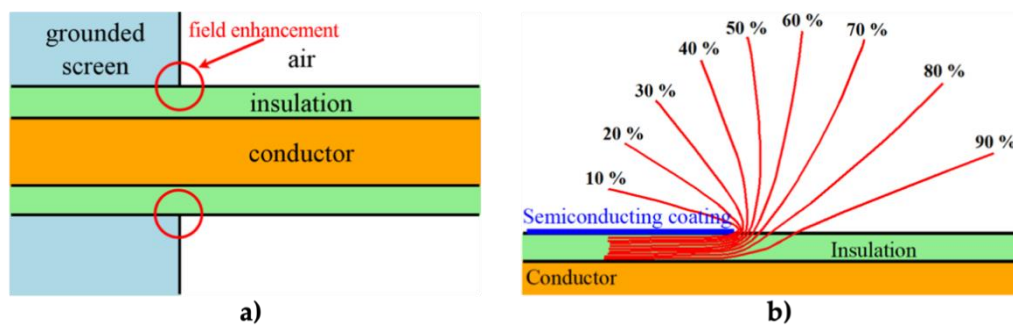 grounded
screen
field enhancement
air
insulation
conductor
a)
10 %
20 %
30 %
40 %
50 %
60 %
70 %
80 %
90 %
Semiconducting coating
Insulation
Conductor
b)